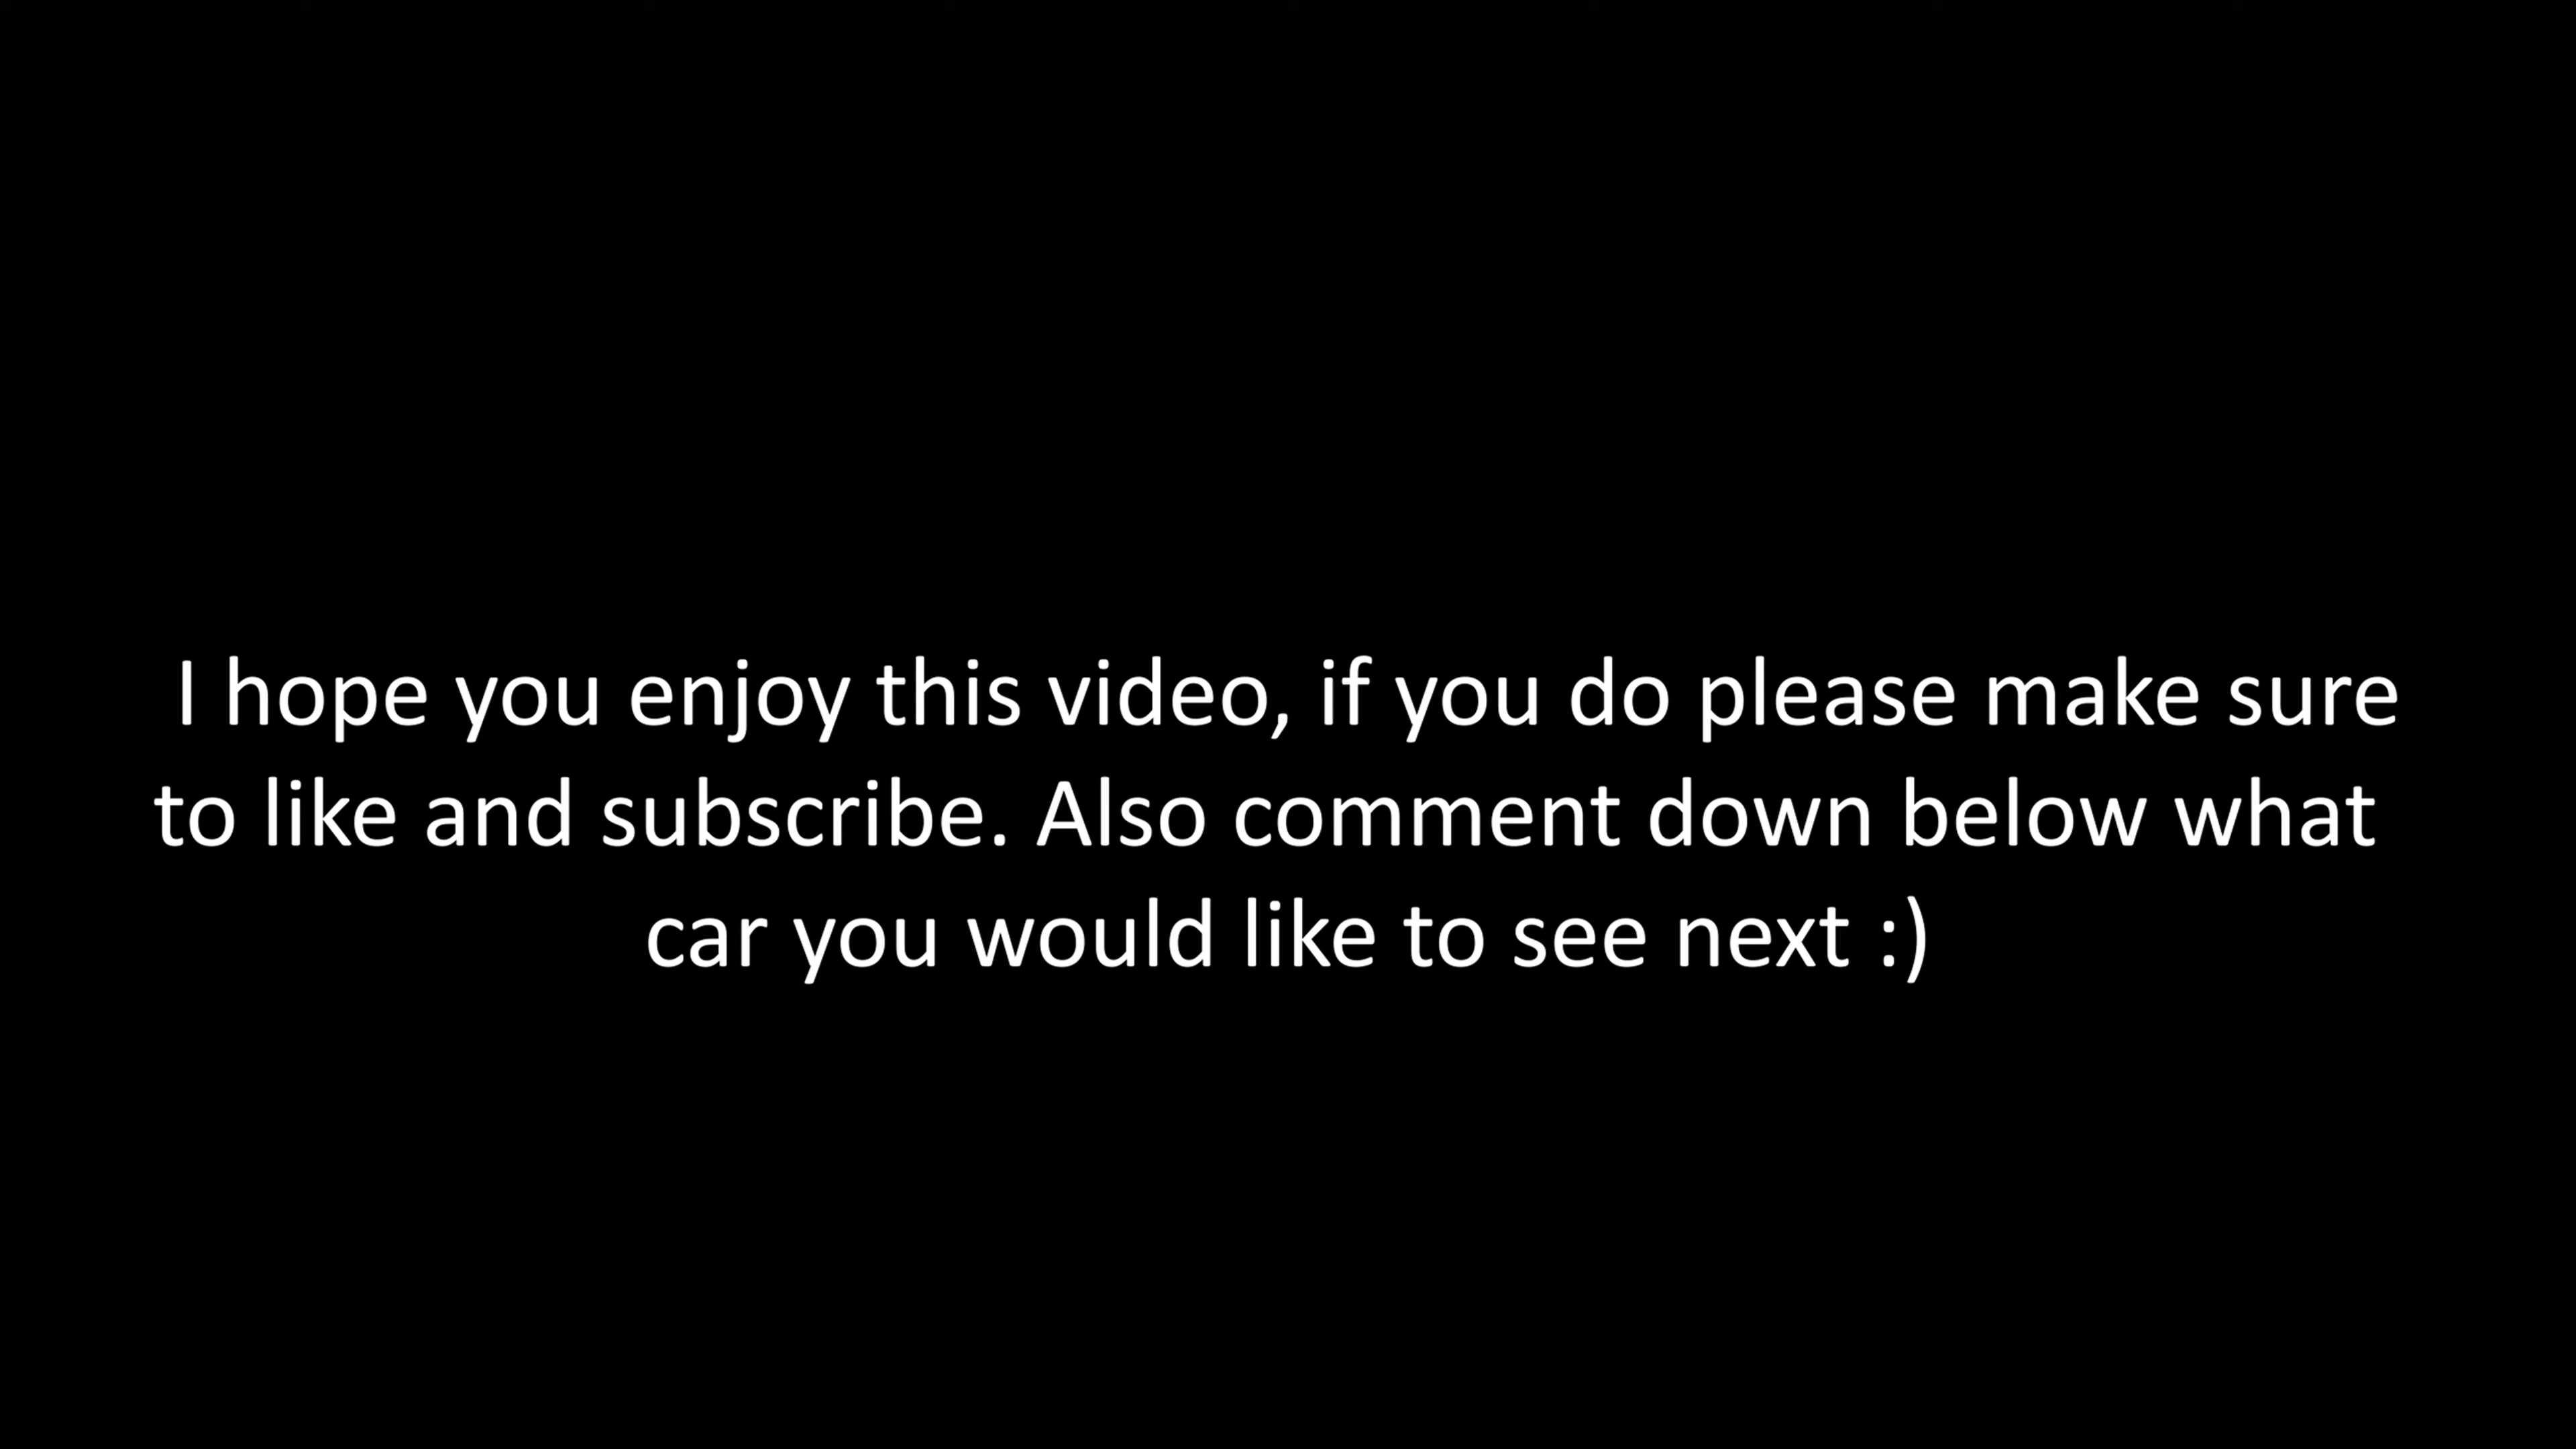 I hope you enjoy this video, if you do please make sure
to like and subscribe. Also comment down below what
car you would like to see next :)